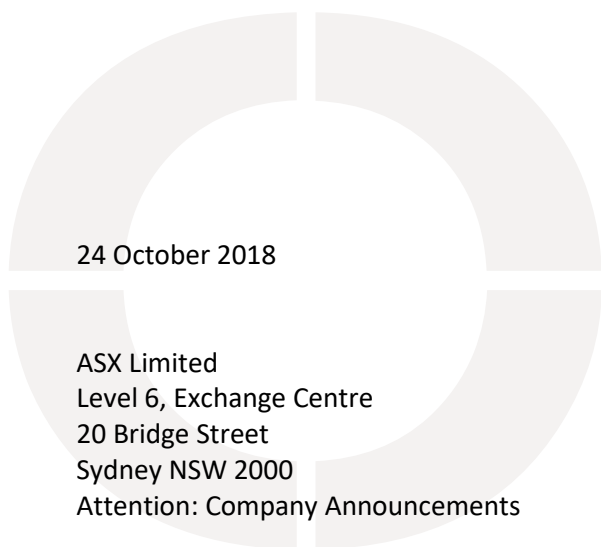 24 October 2018
ASX Limited
Level 6, Exchange Centre
20 Bridge Street
Sydney NSW 2000
Attention: Company Announcements